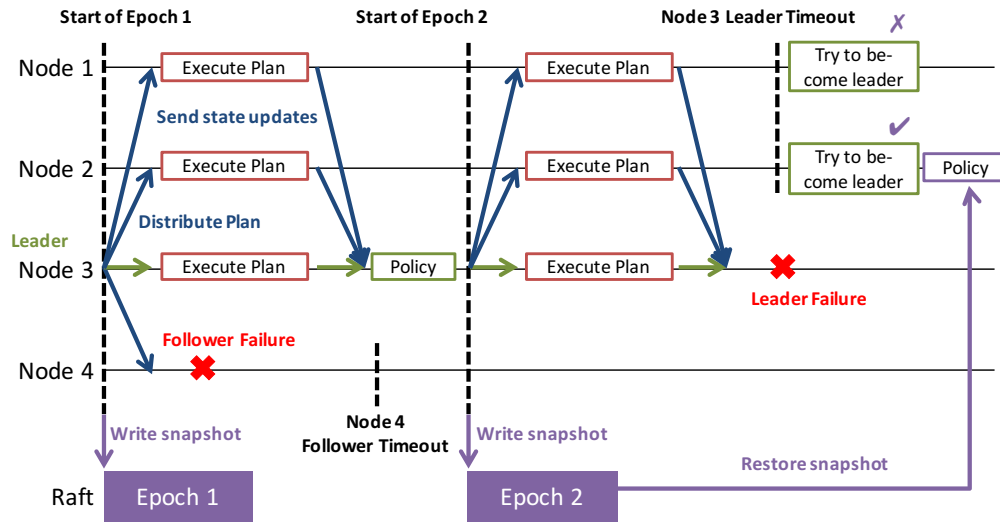 Start of Epoch 1
Start of Epoch 2
Node 3 Leader Timeout
✗
Node 1
Execute Plan
Execute Plan
Try to be-
come leader
Send state updates
✓
Node 2
Execute Plan
Execute Plan
Try to be-
come leader
Policy
Distribute Plan
Leader
Node 3
Execute Plan
Policy
Execute Plan
Leader Failure
Follower Failure
Node 4
Node 4
Follower Timeout
Write snapshot
Write snapshot
Restore snapshot
Raft
Epoch 1
Epoch 2